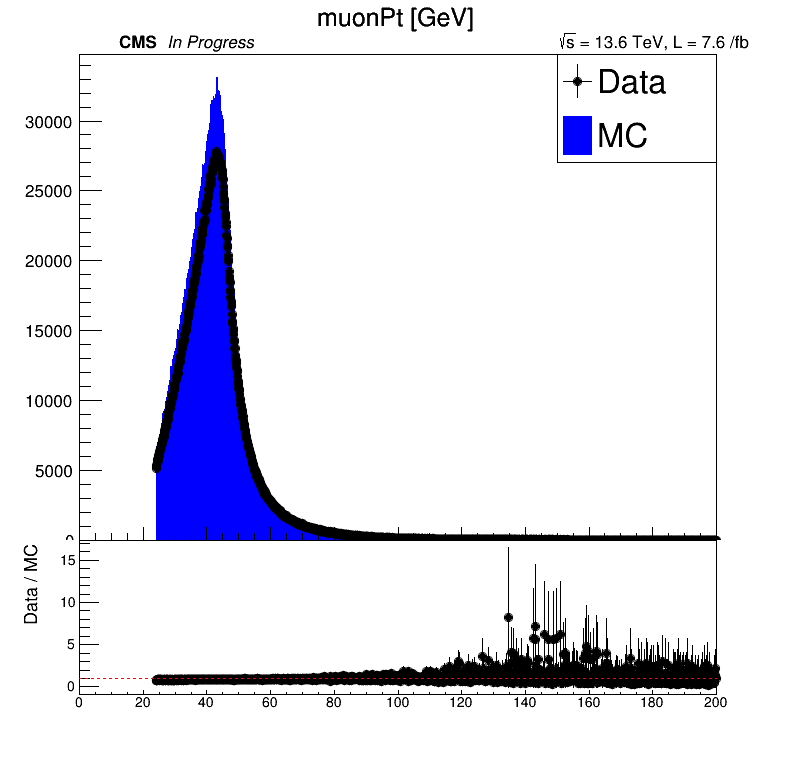 muonPt [GeV]
CMS In Progress
√s = 13.6 TeV, L = 7.6 /fb
Data
MC
30000
25000
20000
15000
10000
5000
0
0 20 40 60 80 100 120 140 160 180 200
Data / MC
15
10
5
0